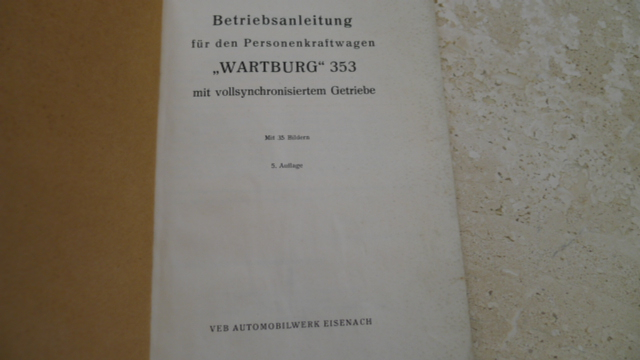 Betriebsanleitung
für den Personenkraftwagen
„WARTBURG“ 353
mit vollsynchronisiertem Getriebe
Mit 35 Bildern
5. Auflage
VEB AUTOMOBILWERK EISENACH